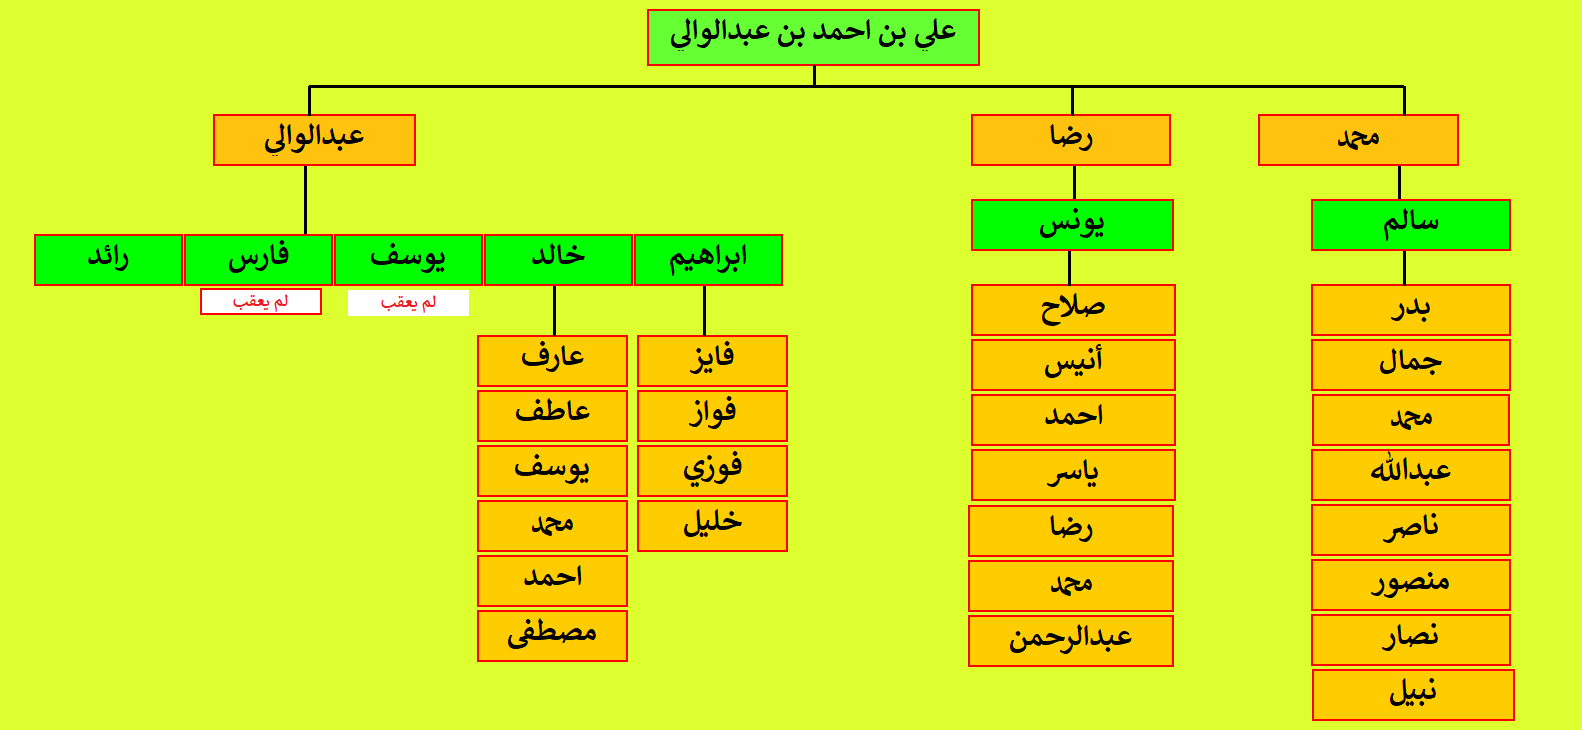 علي بن احمد بن عبدالوالي
محمد
رضا
عبدالوالي
سالم
يونس
ابراهيم
خالد
يوسف
فارس
رائد
لم يعقب
لم يعقب
بدر
جمال
محمد
عبدالله
ناصر
منصور
نصار
نبيل
صلاح
أنيس
احمد
ياسر
رضا
محمد
عبدالرحمن
فايز
فواز
فوزي
خليل
عارف
عاطف
يوسف
محمد
احمد
مصطفى